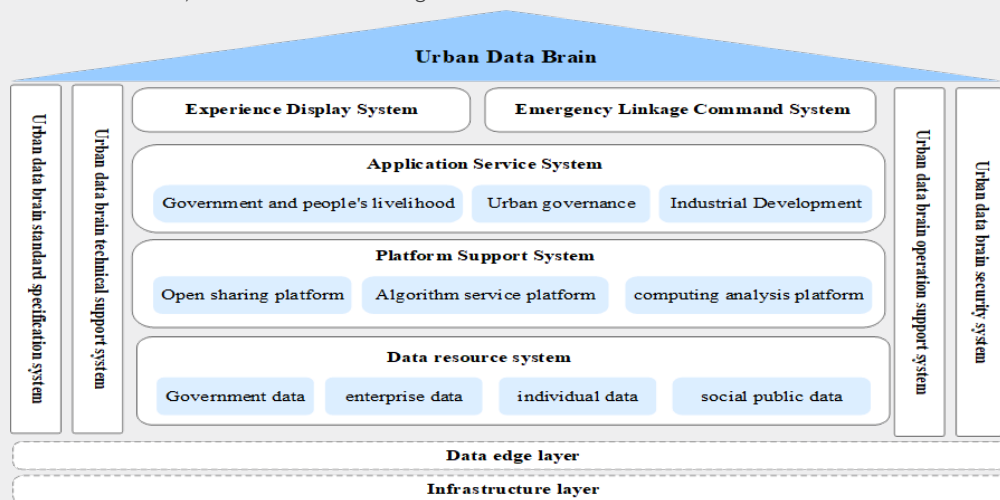 Urban Data Brain
Experience Display System
Emergency Linkage Command System
Application Service System
Government and people's livelihood
Urban governance
Industrial Development
Platform Support System
Open sharing platform
Algorithm service platform
computing analysis platform
Data resource system
Government data
enterprise data
individual data
social public data
Urban data brain standard specification system
Urban data brain technical support system
Urban data brain operation support system
Urban data brain security system
Data edge layer
Infrastructure layer